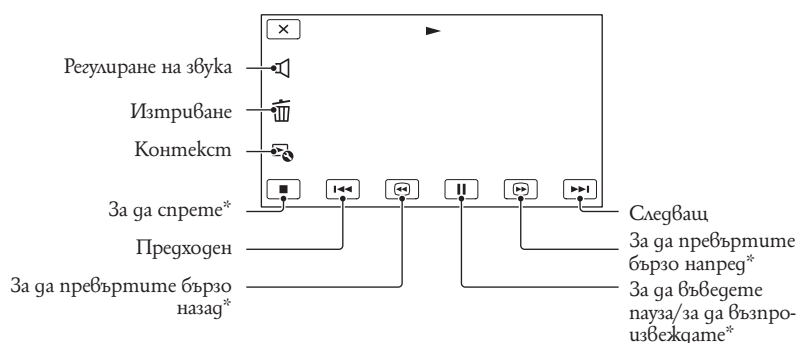 Регулиране на звука
Изтриване
Контекст
За да спрете*
Предходен
За да превъртите бързо
назад*
Следващ
За да превъртите
бързо напред*
За да въведете
пауза/за да възпро-
извеждате*